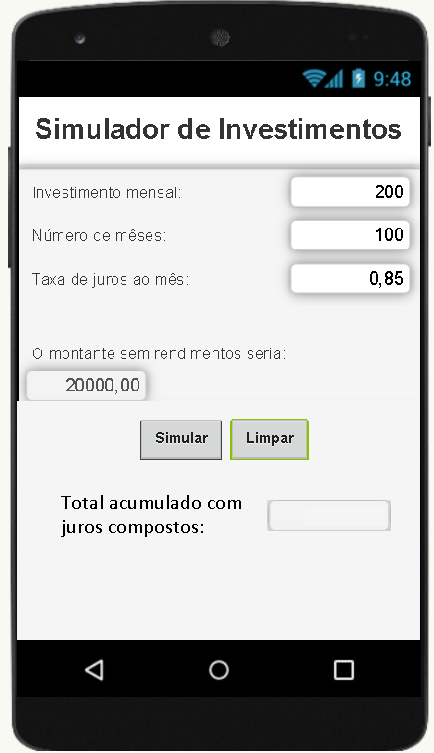 9:48
Simulador de Investimentos
Investimento mensal:
200
Número de mêses:
100
Taxa de juros ao mês:
0,85
O montante sem rendimentos seria:
20000,00
Simular
Limpar
Total acumulado com
juros compostos: